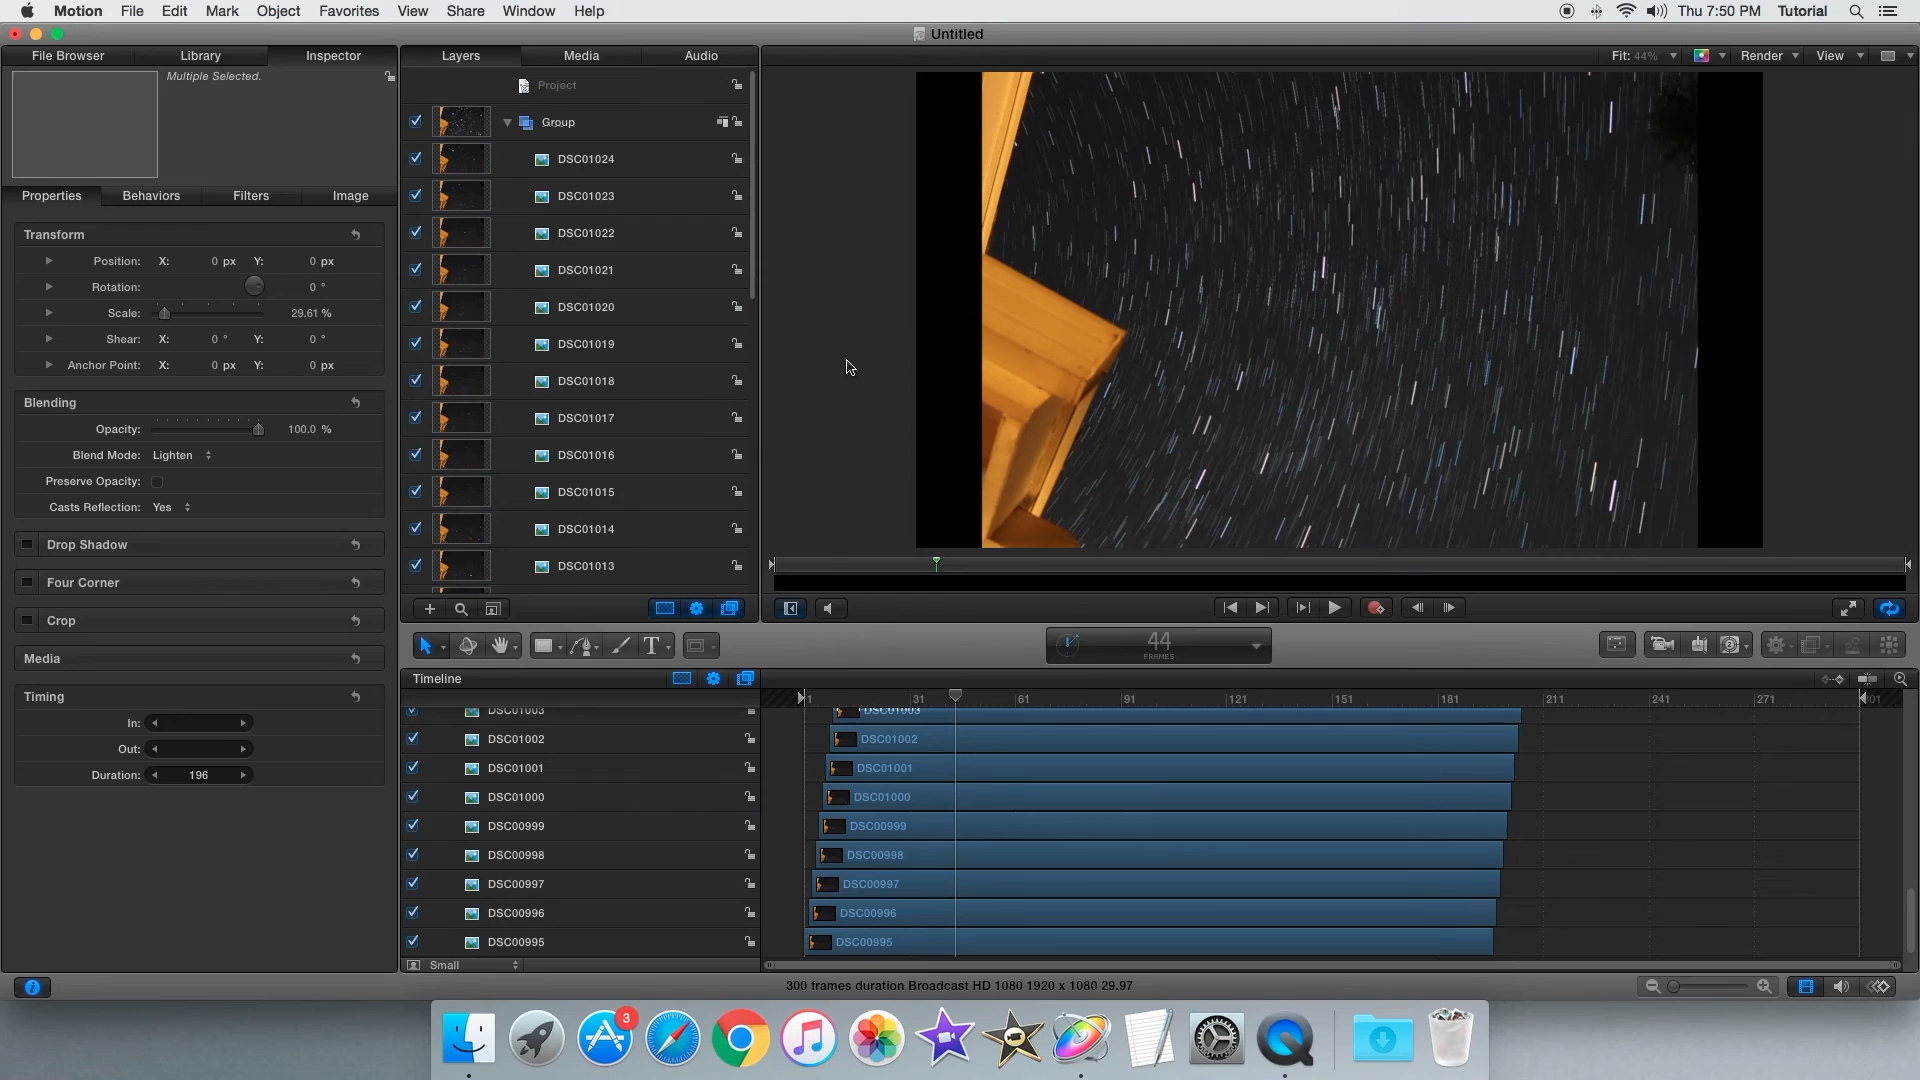 Motion File Edit Mark Object Favorites View Share Window Help Thu 7:50 PM Tutorial
Untitled
File Browser Library Inspector Layers Media Audio Fit: 44% Render View
Multiple Selected.
Project
Group
DSC01024
DSC01023
DSC01022
DSC01021
DSC01020
DSC01019
DSC01018
DSC01017
DSC01016
DSC01015
DSC01014
DSC01013
Properties Behaviors Filters Image
Transform
Position: X: 0 px Y: 0 px
Rotation: 0 °
Scale: 29.61 %
Shear: X: 0 ° Y: 0 °
Anchor Point: X: 0 px Y: 0 px
Blending
Opacity: 100.0 %
Blend Mode: Lighten
Preserve Opacity:
Casts Reflection: Yes
Drop Shadow
Four Corner
Crop
Media
Timing
In:
Out:
Duration: 196
T
44
FRAMES
Timeline
1 31 61 91 121 151 181 211 241 271 301
DSC01003 DSC01003
DSC01002 DSC01002
DSC01001 DSC01001
DSC01000 DSC01000
DSC00999 DSC00999
DSC00998 DSC00998
DSC00997 DSC00997
DSC00996 DSC00996
DSC00995 DSC00995
Small
300 frames duration Broadcast HD 1080 1920 x 1080 29.97
3